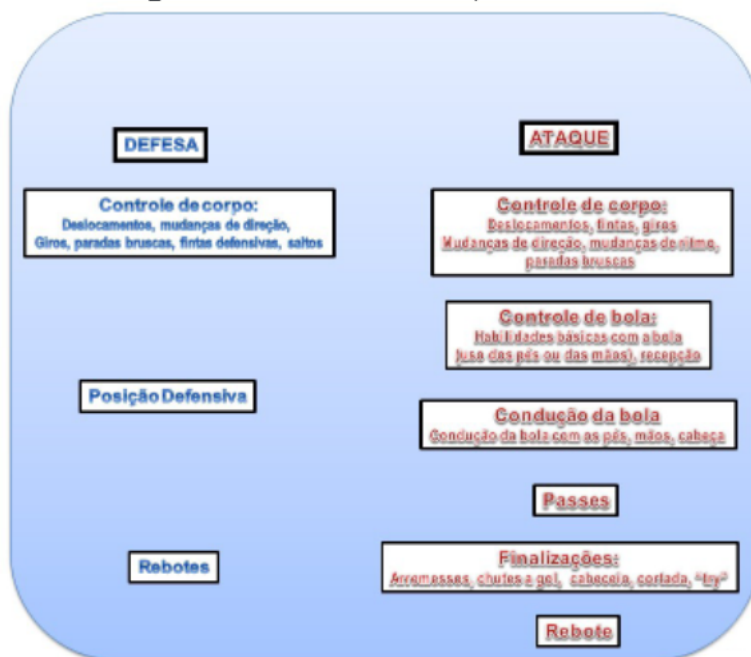 DEFESA
Controle de corpo:
Deslocamentos, mudanças de direção,
Giros, paradas bruscas, fintas defensivas, saltos
Posição Defensiva
Rebotes
ATAQUE
Controle de corpo:
Deslocamentos, fintas, giros
Mudanças de direção, mudanças de ritmo,
paradas bruscas
Controle de bola:
Habilidades básicas com a bola
(uso dos pés ou das mãos), recepção
Condução da bola
Condução da bola com os pés, mãos, cabeça
Passes
Finalizações:
Arremessos, chutes a gol, cabeceio, cortada, "try"
Rebote